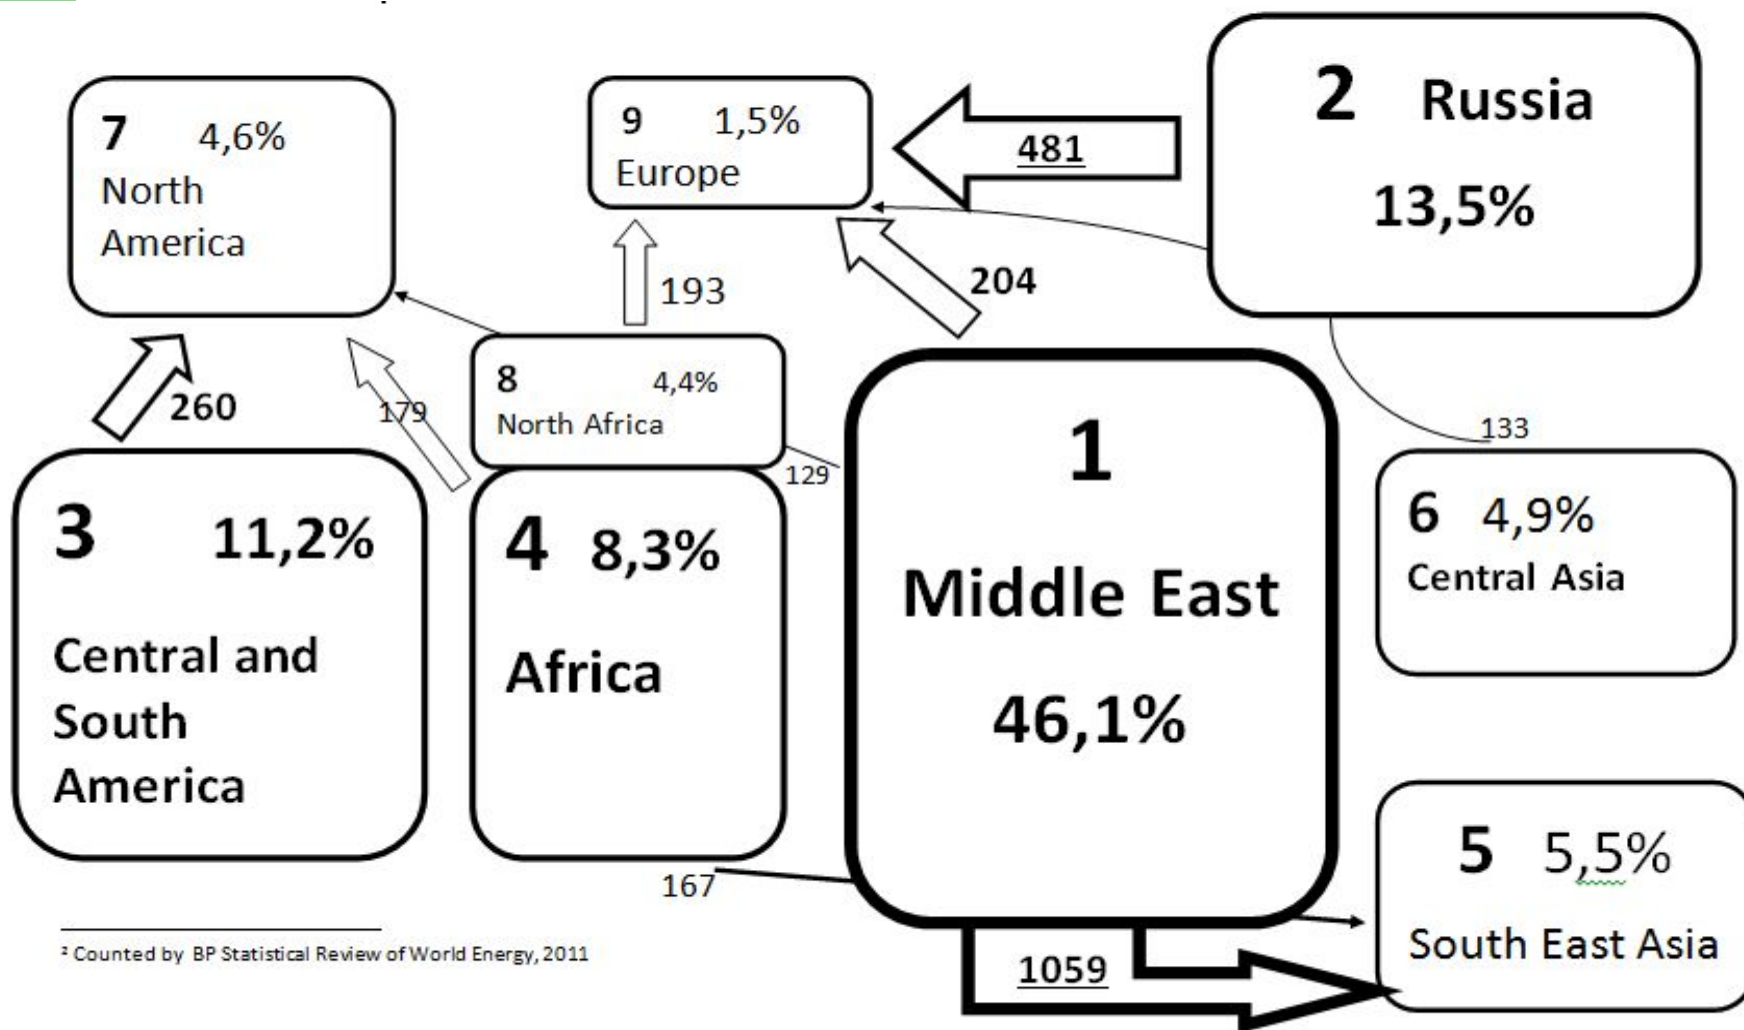 7 4,6%
North
America
9 1,5%
Europe
481
2 Russia
13,5%
193
204
260
179
8 4,4%
North Africa
129
133
3 11,2%
Central and
South
America
4 8,3%
Africa
1
Middle East
46,1%
6 4,9%
Central Asia
5 5,5%
South East Asia
167
1059
² Counted by BP Statistical Review of World Energy, 2011